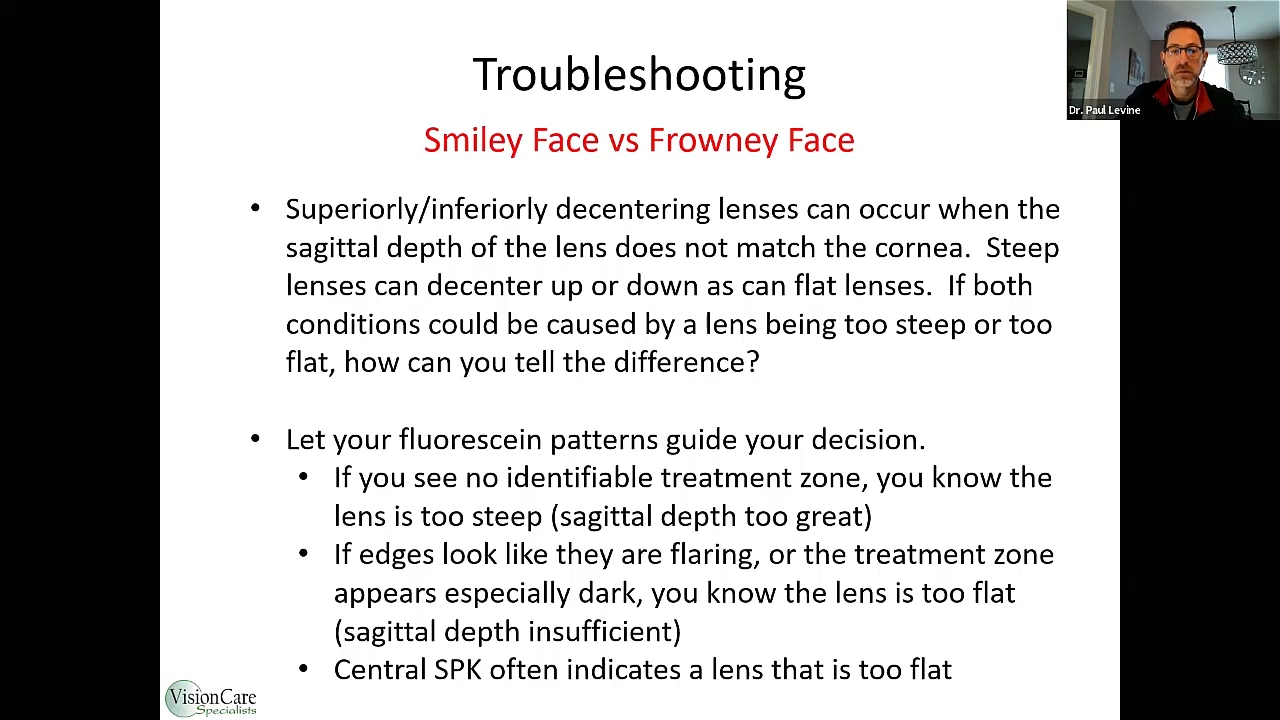 Troubleshooting
Smiley Face vs Frowney Face
• Superiorly/inferiorly decentering lenses can occur when the
sagittal depth of the lens does not match the cornea.  Steep
lenses can decenter up or down as can flat lenses.  If both
conditions could be caused by a lens being too steep or too
flat, how can you tell the difference?
• Let your fluorescein patterns guide your decision.
• If you see no identifiable treatment zone, you know the
lens is too steep (sagittal depth too great)
• If edges look like they are flaring, or the treatment zone
appears especially dark, you know the lens is too flat
(sagittal depth insufficient)
• Central SPK often indicates a lens that is too flat
Dr. Paul Levine
VisionCare
Specialists